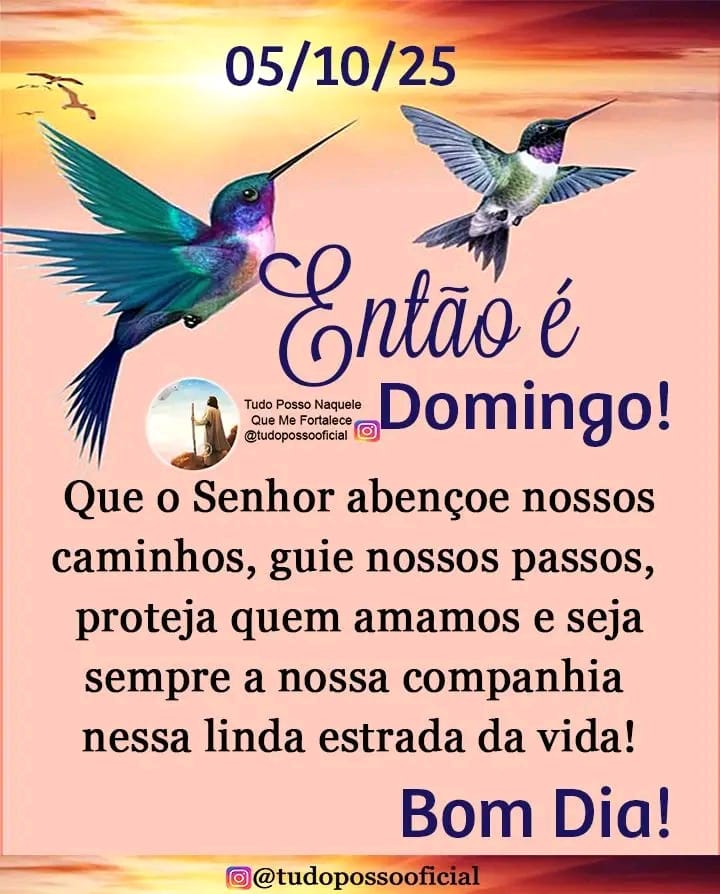 05/10/25
Então é
Domingo!
Tudo Posso Naquele
Que Me Fortalece
@tudopossooficial
Que o Senhor abençoe nossos
caminhos, guie nossos passos,
proteja quem amamos e seja
sempre a nossa companhia
nessa linda estrada da vida!
Bom Dia!
@tudopossooficial